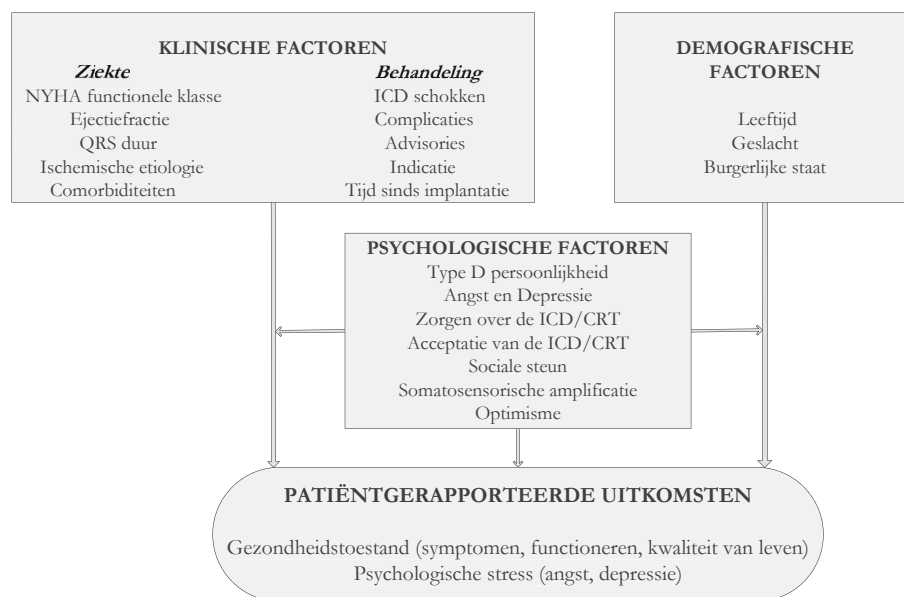 KLINISCHE FACTOREN
Ziekte
NYHA functionele klasse
Ejectiefractie
QRS duur
Ischemische etiologie
Comorbiditeiten
Behandeling
ICD schokken
Complicaties
Advisories
Indicatie
Tijd sinds implantatie
DEMOGRAFISCHE
FACTOREN
Leeftijd
Geslacht
Burgerlijke staat
PSYCHOLOGISCHE FACTOREN
Type D persoonlijkheid
Angst en Depressie
Zorgen over de ICD/CRT
Acceptatie van de ICD/CRT
Sociale steun
Somatosensorische amplificatie
Optimisme
PATIËNTGERAPPORTEERDE UITKOMSTEN
Gezondheidstoestand (symptomen, functioneren, kwaliteit van leven)
Psychologische stress (angst, depressie)